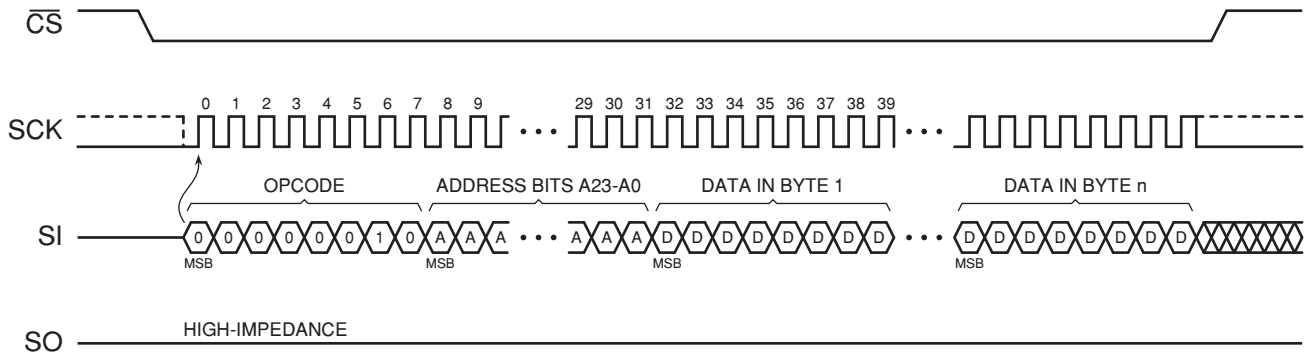 CS
0 1 2 3 4 5 6 7 8 9 29 30 31 32 33 34 35 36 37 38 39
SCK
OPCODE ADDRESS BITS A23-A0 DATA IN BYTE 1 DATA IN BYTE n
SI 0 0 0 0 0 0 1 0 A A A A A A D D D D D D D D D D D D D D D D
MSB MSB MSB MSB
HIGH-IMPEDANCE
SO